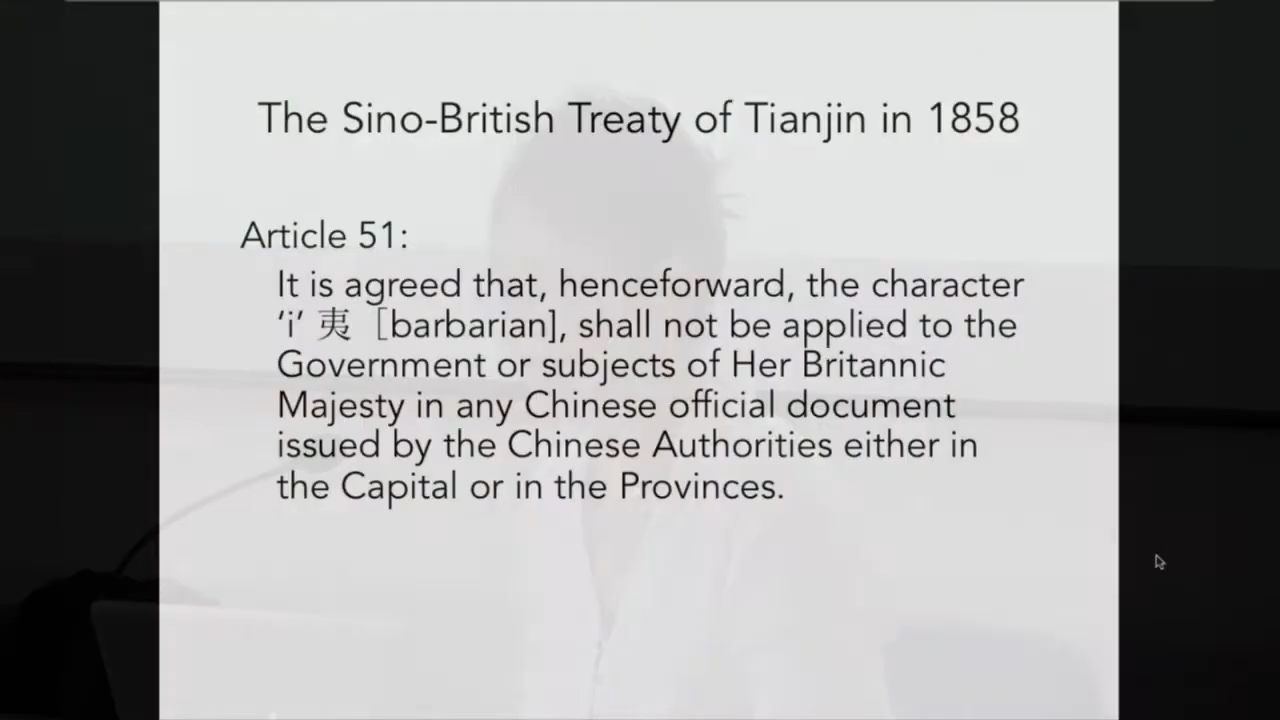 The Sino-British Treaty of Tianjin in 1858
Article 51:
It is agreed that, henceforward, the character
‘i’ 夷 [barbarian], shall not be applied to the
Government or subjects of Her Britannic
Majesty in any Chinese official document
issued by the Chinese Authorities either in
the Capital or in the Provinces.